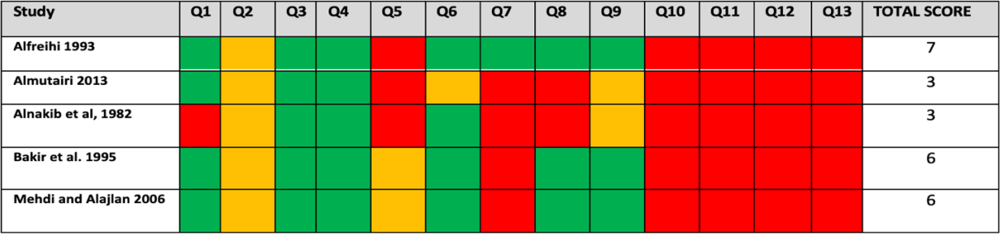 Study Q1 Q2 Q3 Q4 Q5 Q6 Q7 Q8 Q9 Q10 Q11 Q12 Q13 TOTAL SCORE
Alfreihi 1993 7
Almutairi 2013 3
Alnakib et al, 1982 3
Bakir et al. 1995 6
Mehdi and Alajlan 2006 6